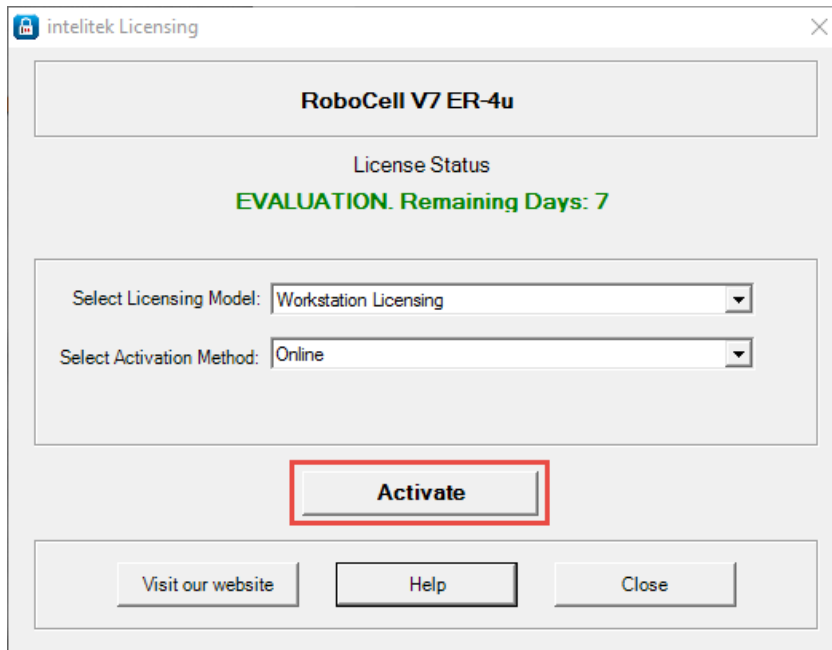 intelitek Licensing
RoboCell V7 ER-4u
License Status
EVALUATION. Remaining Days: 7
Select Licensing Model: Workstation Licensing
Select Activation Method: Online
Activate
Visit our website Help Close